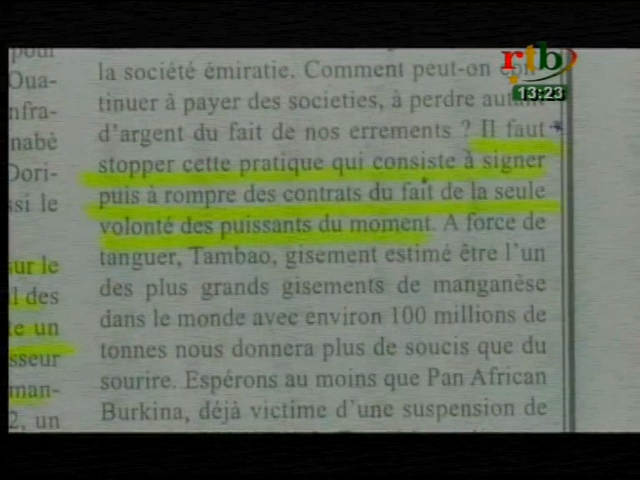 rtb
13:23
pour
Oua-
nfra-
nabè
Dori-
ssi le
sur le
l des
te un
sseur
man-
2, un
la société émiratie. Comment peut-on con-
tinuer à payer des societies, à perdre autant
d'argent du fait de nos errements ? Il faut
stopper cette pratique qui consiste à signer
puis à rompre des contrats du fait de la seule
volonté des puissants du moment. A force de
tanguer, Tambao, gisement estimé être l'un
des plus grands gisements de manganèse
dans le monde avec environ 100 millions de
tonnes nous donnera plus de soucis que du
sourire. Espérons au moins que Pan African
Burkina, déjà victime d'une suspension de